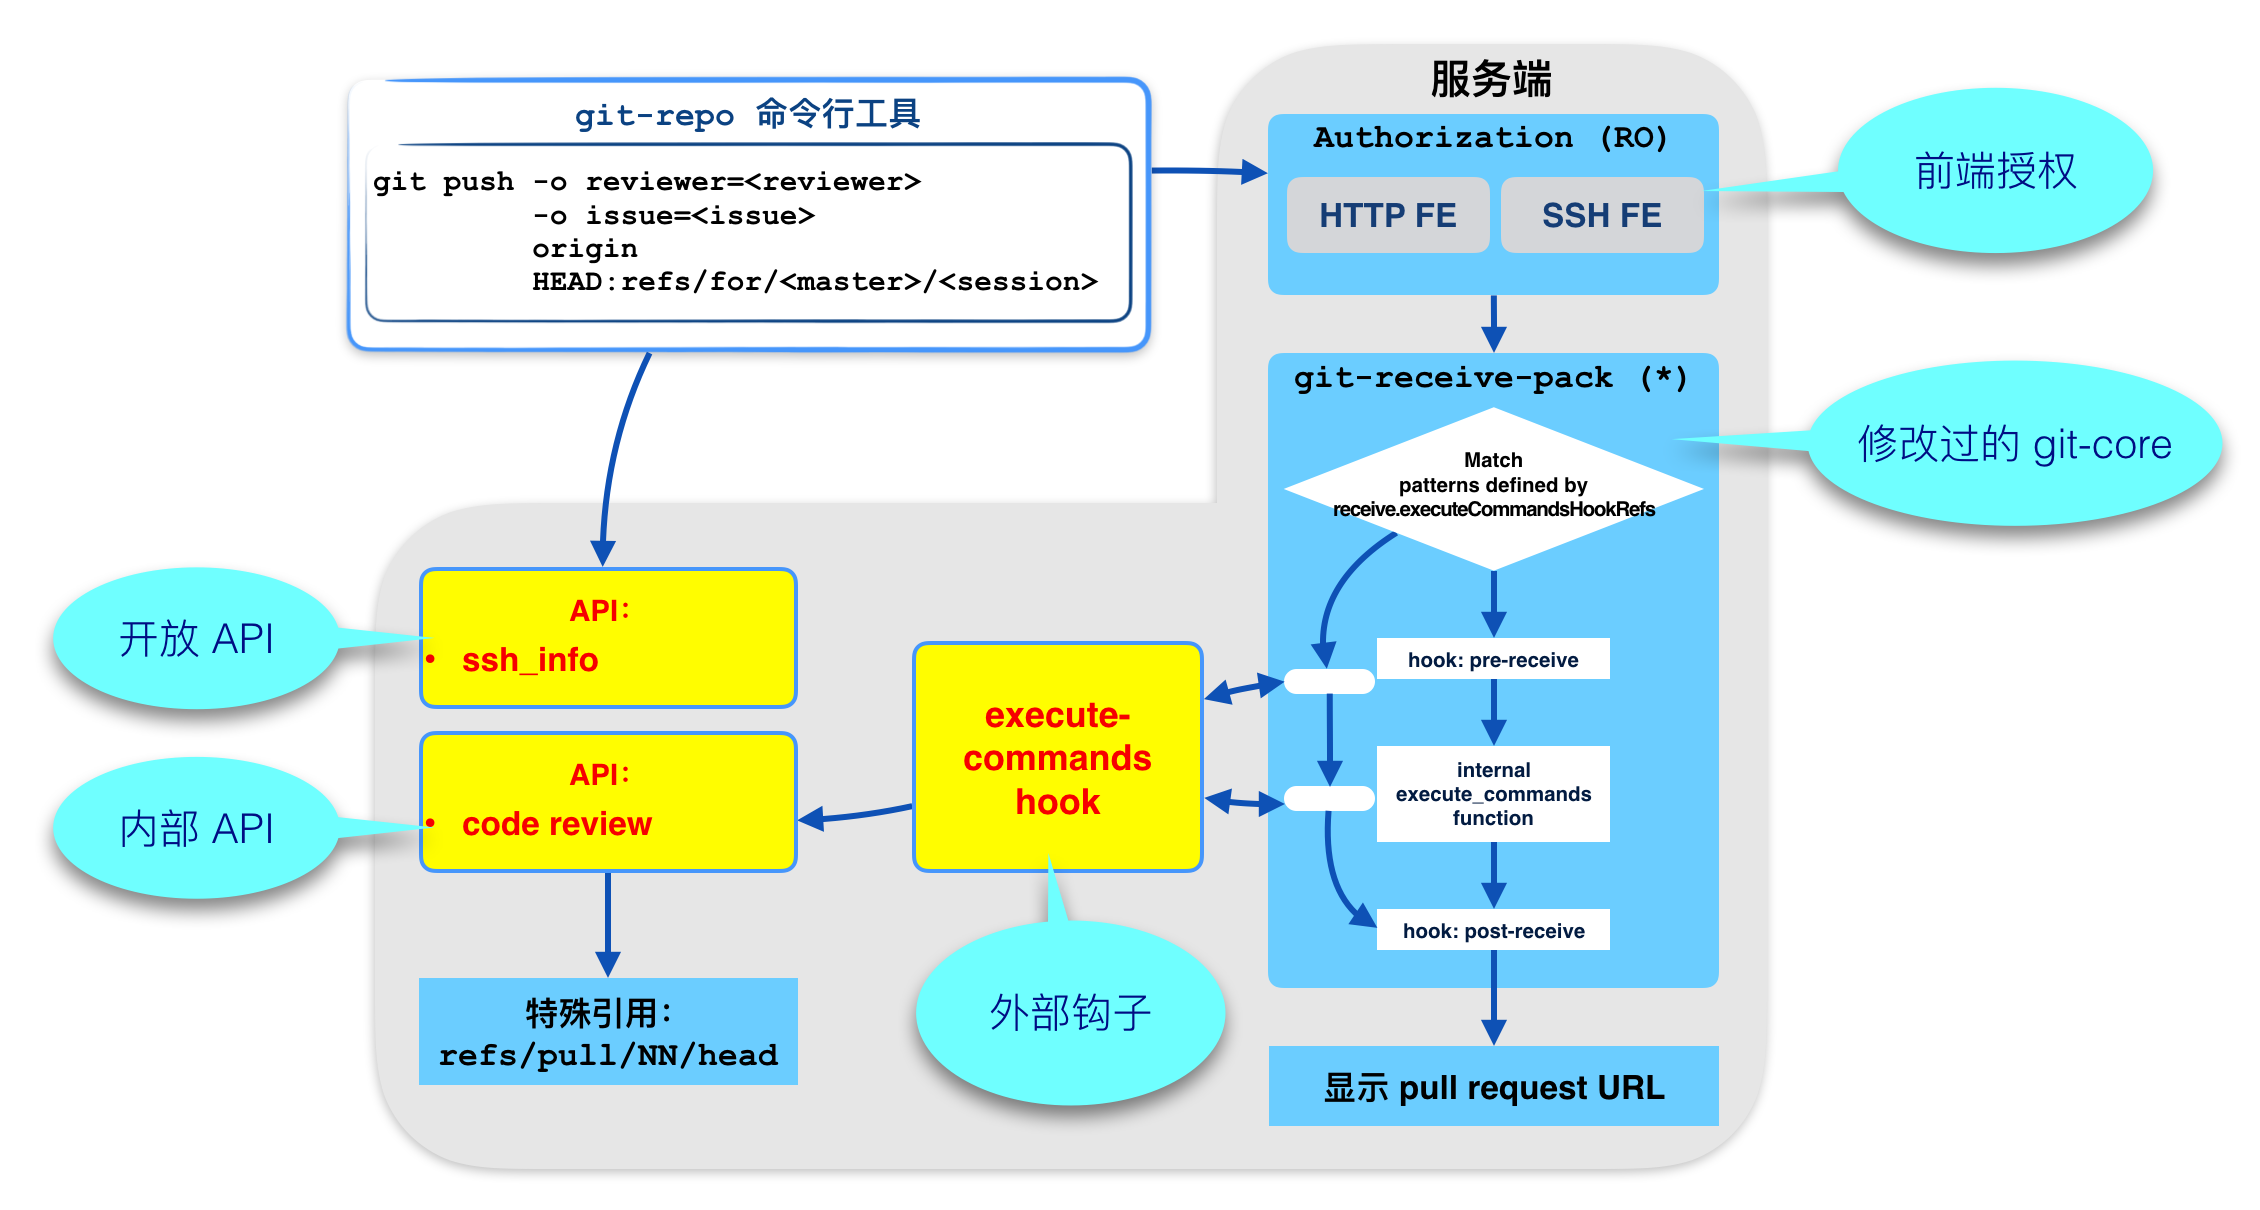 git-repo 命令行工具
git push -o reviewer=<reviewer>
-o issue=<issue>
origin
HEAD:refs/for/<master>/<session>
服务端
Authorization (RO)
HTTP FE
SSH FE
前端授权
git-receive-pack (*)
Match
patterns defined by
receive.executeCommandsHookRefs
修改过的 git-core
hook: pre-receive
internal
execute_commands
function
hook: post-receive
显示 pull request URL
开放 API
API：
• ssh_info
内部 API
API：
• code review
execute-
commands
hook
外部钩子
特殊引用：
refs/pull/NN/head